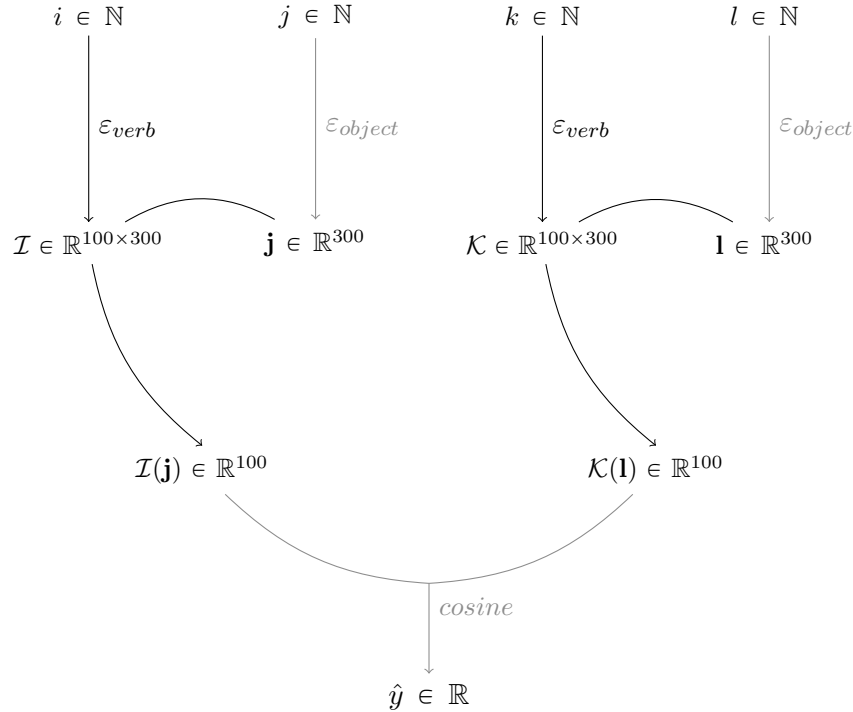 i ∈ ℕ j ∈ ℕ k ∈ ℕ l ∈ ℕ
ε_verb ε_object ε_verb ε_object
ℐ ∈ ℝ^{100×300} 𝐣 ∈ ℝ^{300} 𝒦 ∈ ℝ^{100×300} 𝐥 ∈ ℝ^{300}
ℐ(𝐣) ∈ ℝ^{100} 𝒦(𝐥) ∈ ℝ^{100}
cosine
ŷ ∈ ℝ